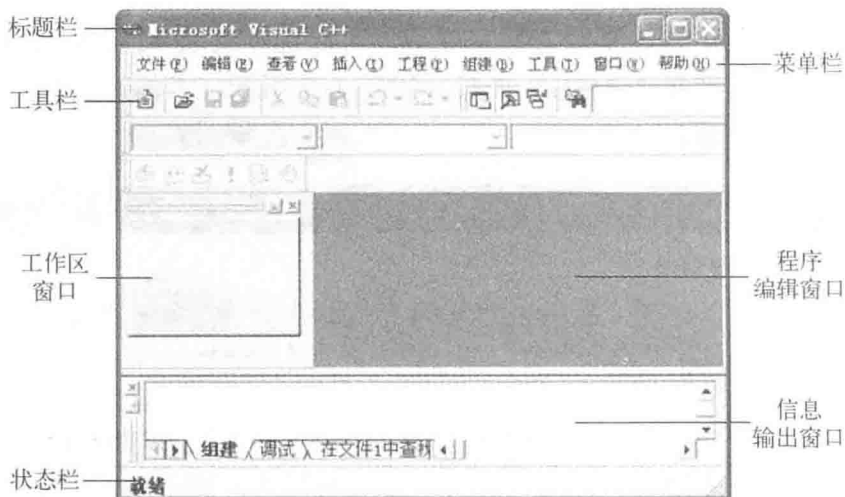 标题栏
Microsoft Visual C++
文件(F) 编辑(E) 查看(V) 插入(I) 工程(P) 组建(B) 工具(T) 窗口(W) 帮助(H)
菜单栏
工具栏
工作区
窗口
程序
编辑窗口
信息
输出窗口
组建 调试 在文件1中查找
状态栏
就绪